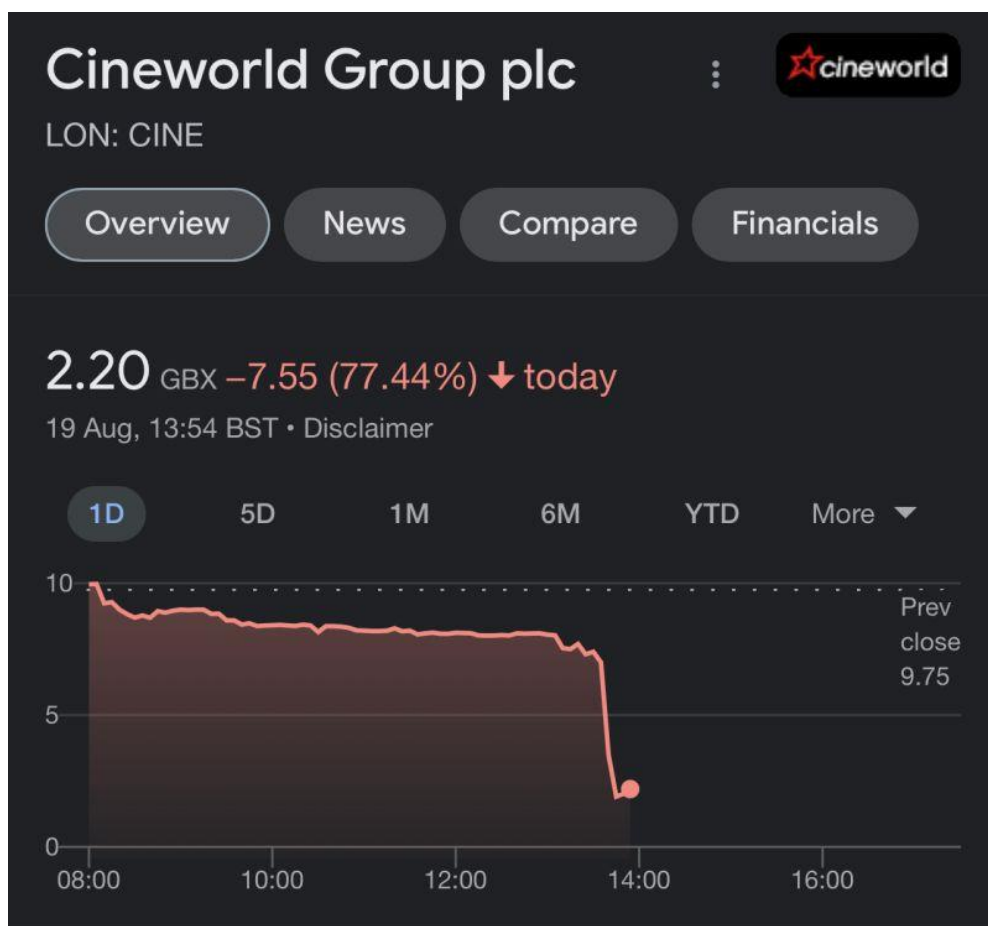 Cineworld Group plc
cineworld
LON: CINE
Overview
News
Compare
Financials
2.20 GBX –7.55 (77.44%) ↓ today
19 Aug, 13:54 BST • Disclaimer
1D
5D
1M
6M
YTD
More
10
5
0
Prev
close
9.75
08:00
10:00
12:00
14:00
16:00